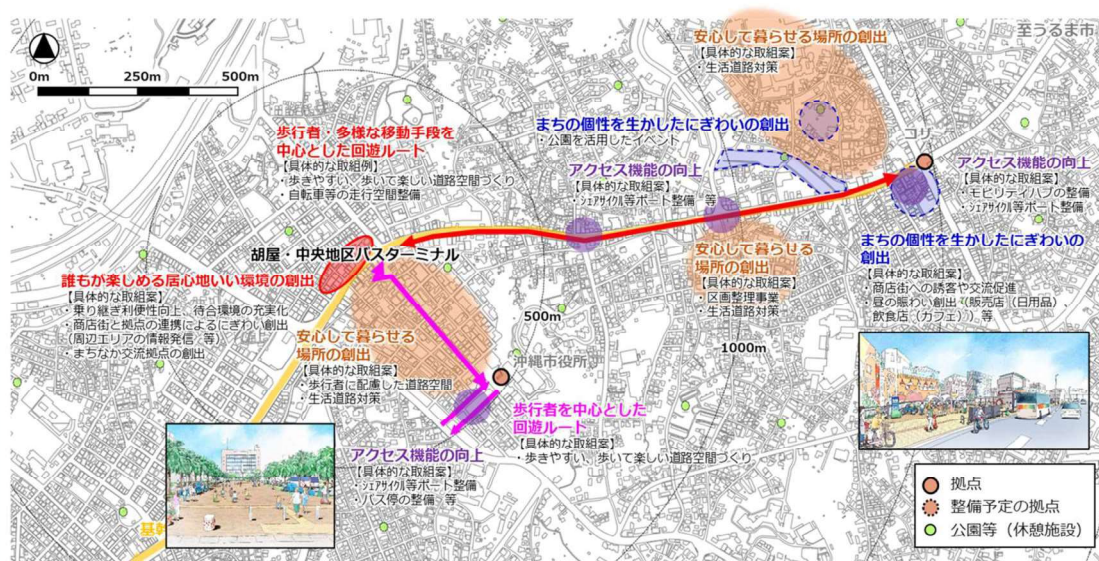 0m 250m 500m
安心して暮らせる場所の創出
【具体的な取組案】
・生活道路対策
至うるま市
歩行者・多様な移動手段を
中心とした回遊ルート
【具体的な取組例】
・歩きやすい、歩いて楽しい道路空間づくり
・自転車等の走行空間整備
まちの個性を生かしたにぎわいの創出
【具体的な取組案】
・公園を活用したイベント
アクセス機能の向上
【具体的な取組案】
・シェアサイクル等ポート整備 等
コザ
アクセス機能の向上
【具体的な取組案】
・モビリティハブの整備
・シェアサイクル等ポート整備
胡屋・中央地区バスターミナル
誰もが楽しめる居心地いい環境の創出
【具体的な取組案】
・乗り継ぎ利便性向上、待合環境の充実化
・商店街と拠点の連携によるにぎわい創出
（周辺エリアの情報発信 等）
・まちなか交流拠点の創出
安心して暮らせる
場所の創出
【具体的な取組案】
・区画整理事業
・生活道路対策
まちの個性を生かしたにぎわいの
創出
【具体的な取組案】
・商店街への誘客や交流促進
・昼の賑わい創出（販売店（日用品）、
飲食店（カフェ））等
500m
1000m
安心して暮らせる
場所の創出
【具体的な取組案】
・歩行者に配慮した道路空間
・生活道路対策
沖縄市役所
歩行者を中心とした
回遊ルート
【具体的な取組案】
・歩きやすい、歩いて楽しい道路空間づくり
アクセス機能の向上
【具体的な取組案】
・シェアサイクル等ポート整備
・バス停の整備 等
拠点
整備予定の拠点
公園等（休憩施設）